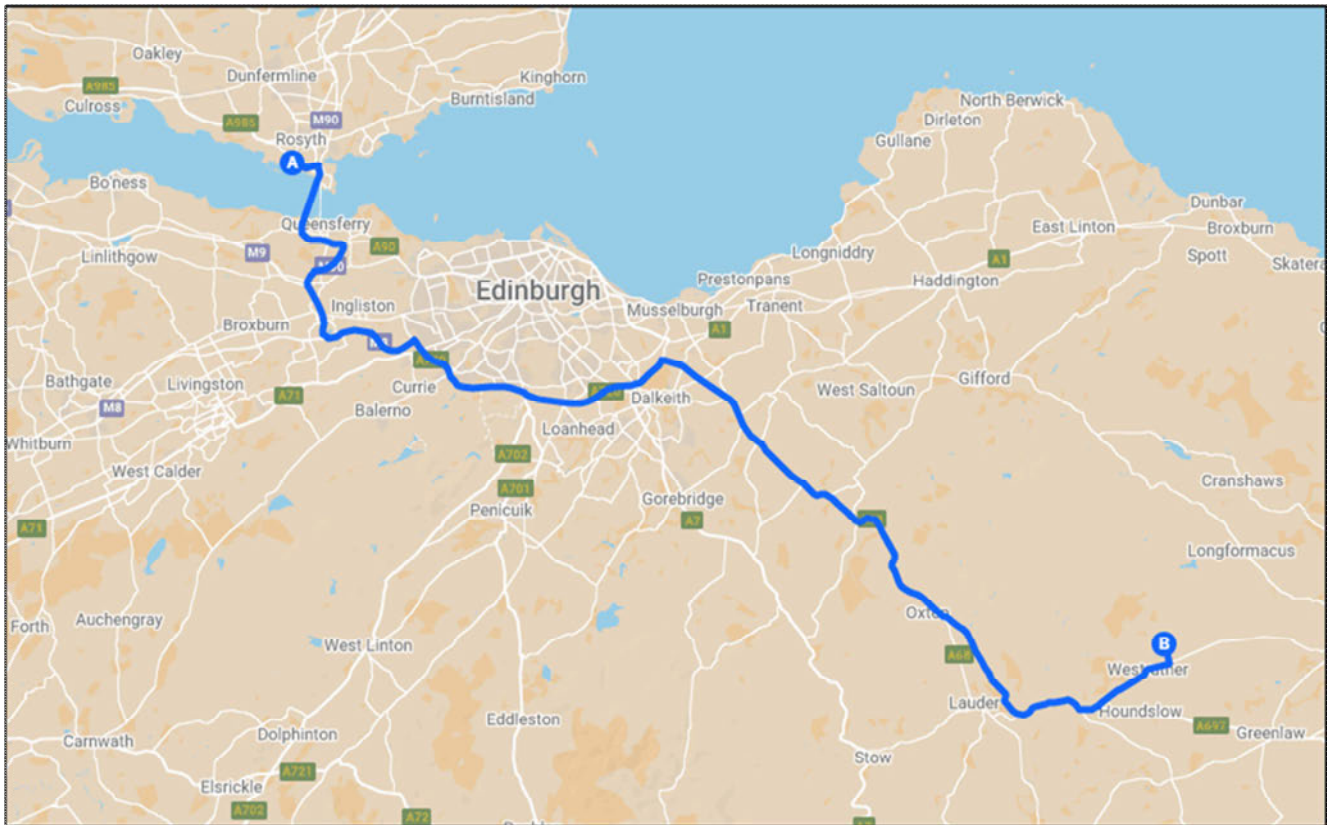 Oakley
Kinghorn
Dunfermline
A985
Culross
Burntisland
North Berwick
A985
M90
Dirleton
Rosyth
Gullane
A
Bo'ness
Dunbar
Queensferry
East Linton
Broxburn
A90
M9
Longniddry
Linlithgow
Spott
A1
Skatera
Prestonpans
Haddington
Edinburgh
Ingliston
Musselburgh
Tranent
Broxburn
A1
Bathgate
Livingston
Currie
West Saltoun
Gifford
A71
Dalkeith
M8
Balerno
Loanhead
Whitburn
A702
West Calder
Cranshaws
A701
Gorebridge
Penicuik
A7
A71
Longformacus
Oxton
Auchengray
Forth
West Linton
A68
B
Westruther
Lauder
Houndslow
Eddleston
A697
Greenlaw
Dolphinton
Carnwath
Stow
A721
Elsrickle
A702
A72